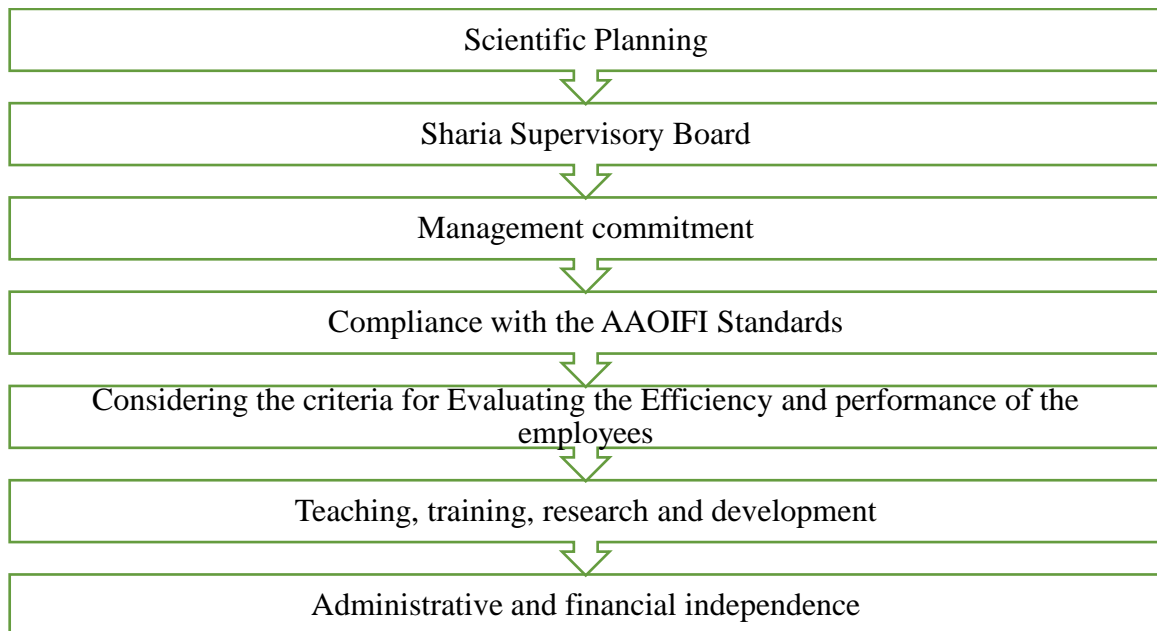 Scientific Planning
Sharia Supervisory Board
Management commitment
Compliance with the AAOIFI Standards
Considering the criteria for Evaluating the Efficiency and performance of the
employees
Teaching, training, research and development
Administrative and financial independence